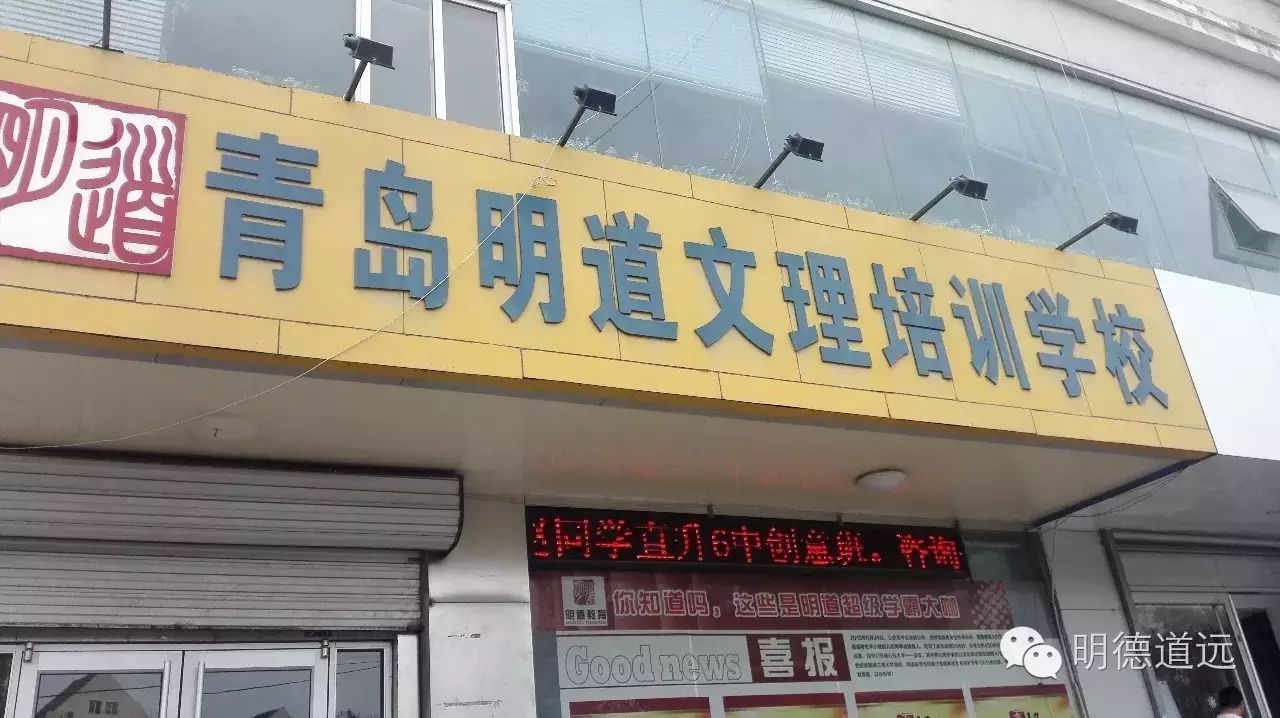 明道
青岛明道文理培训学校
同学直升6中创意班。咨询
明道教育
你知道吗，这些是明道超级学霸大咖
Good news
喜报
明德道远